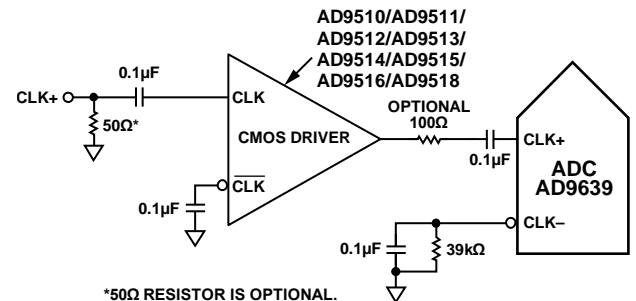 AD9510/AD9511/
AD9512/AD9513/
AD9514/AD9515/
AD9516/AD9518
0.1µF
CLK+
CLK
OPTIONAL
100Ω
50Ω*
CMOS DRIVER
0.1µF
CLK+
ADC
AD9639
CLK
0.1µF
CLK–
0.1µF
39kΩ
*50Ω RESISTOR IS OPTIONAL.